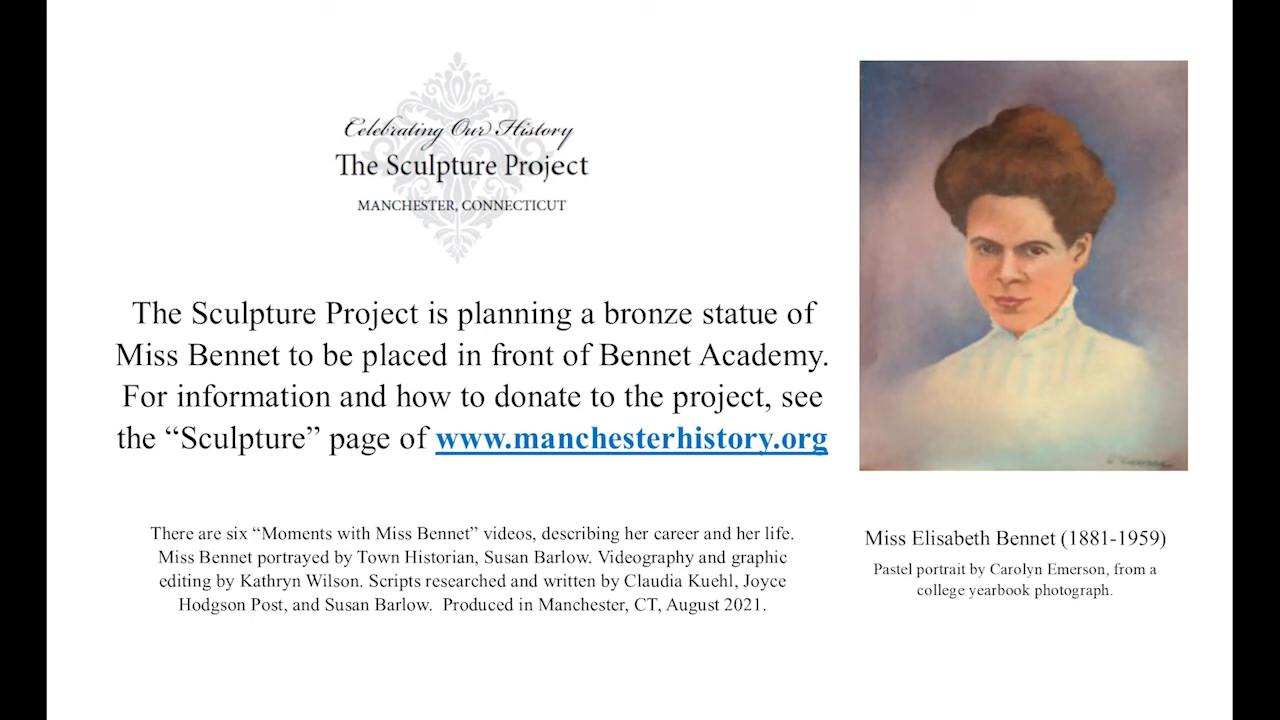 Celebrating Our History
The Sculpture Project
MANCHESTER, CONNECTICUT
The Sculpture Project is planning a bronze statue of
Miss Bennet to be placed in front of Bennet Academy.
For information and how to donate to the project, see
the “Sculpture” page of www.manchesterhistory.org
There are six “Moments with Miss Bennet” videos, describing her career and her life.
Miss Bennet portrayed by Town Historian, Susan Barlow. Videography and graphic
editing by Kathryn Wilson. Scripts researched and written by Claudia Kuehl, Joyce
Hodgson Post, and Susan Barlow.  Produced in Manchester, CT, August 2021.
Miss Elisabeth Bennet (1881-1959)
Pastel portrait by Carolyn Emerson, from a
college yearbook photograph.